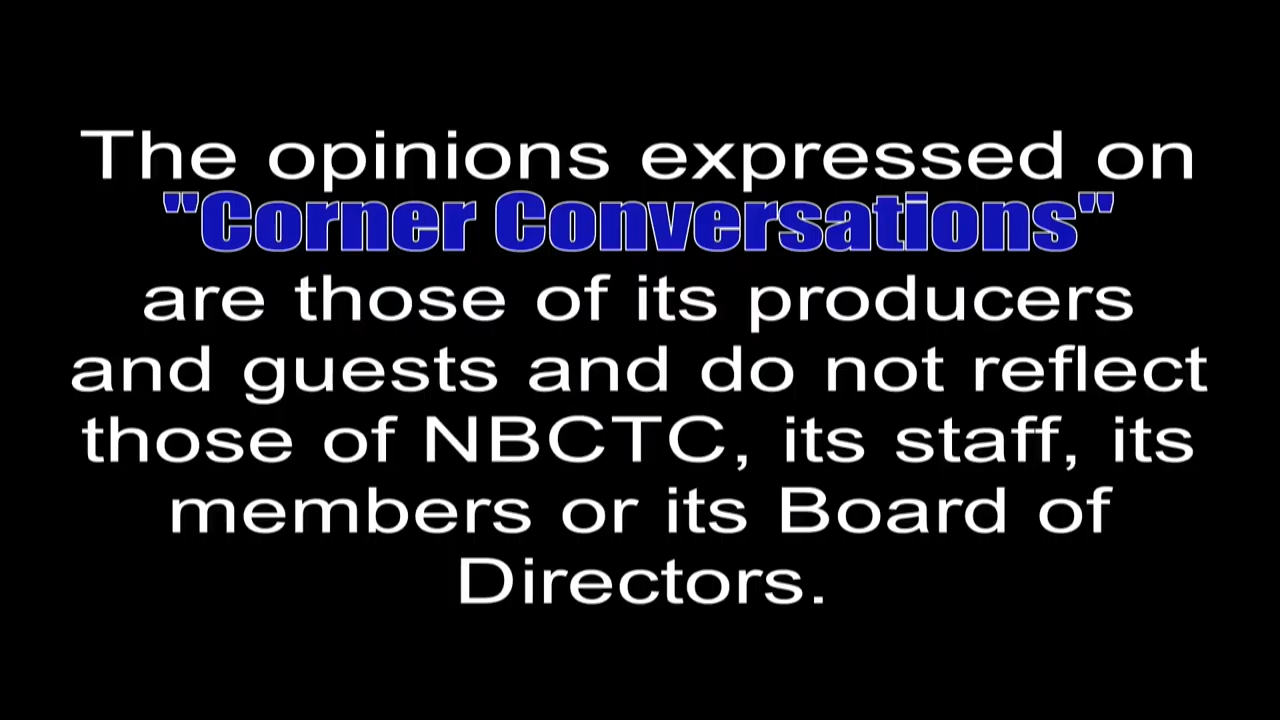 The opinions expressed on
"Corner Conversations"
are those of its producers
and guests and do not reflect
those of NBCTC, its staff, its
members or its Board of
Directors.